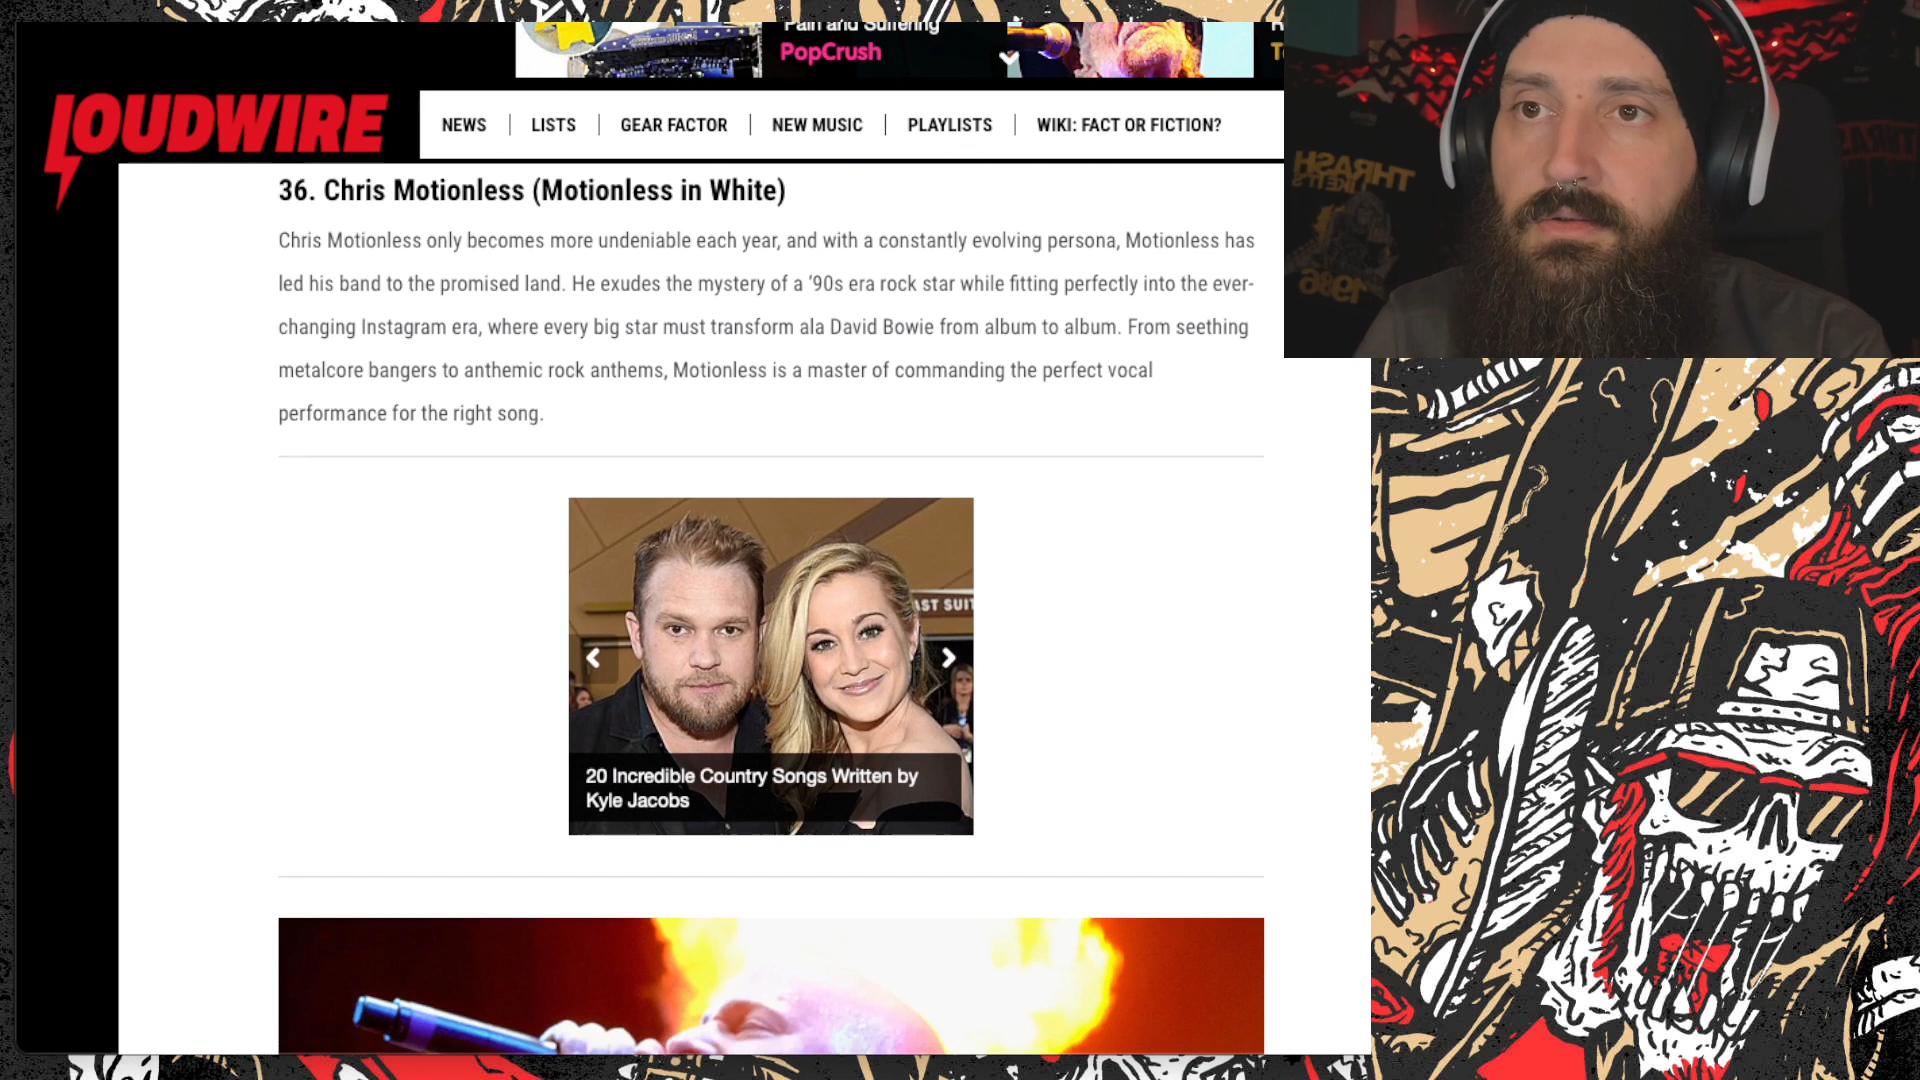 Pain and Suffering
PopCrush
LOUDWIRE
NEWS
LISTS
GEAR FACTOR
NEW MUSIC
PLAYLISTS
WIKI: FACT OR FICTION?
36. Chris Motionless (Motionless in White)
Chris Motionless only becomes more undeniable each year, and with a constantly evolving persona, Motionless has
led his band to the promised land. He exudes the mystery of a ‘90s era rock star while fitting perfectly into the ever-
changing Instagram era, where every big star must transform ala David Bowie from album to album. From seething
metalcore bangers to anthemic rock anthems, Motionless is a master of commanding the perfect vocal
performance for the right song.
20 Incredible Country Songs Written by
Kyle Jacobs
THRASH
LIKE IT'S
1986
THRAS